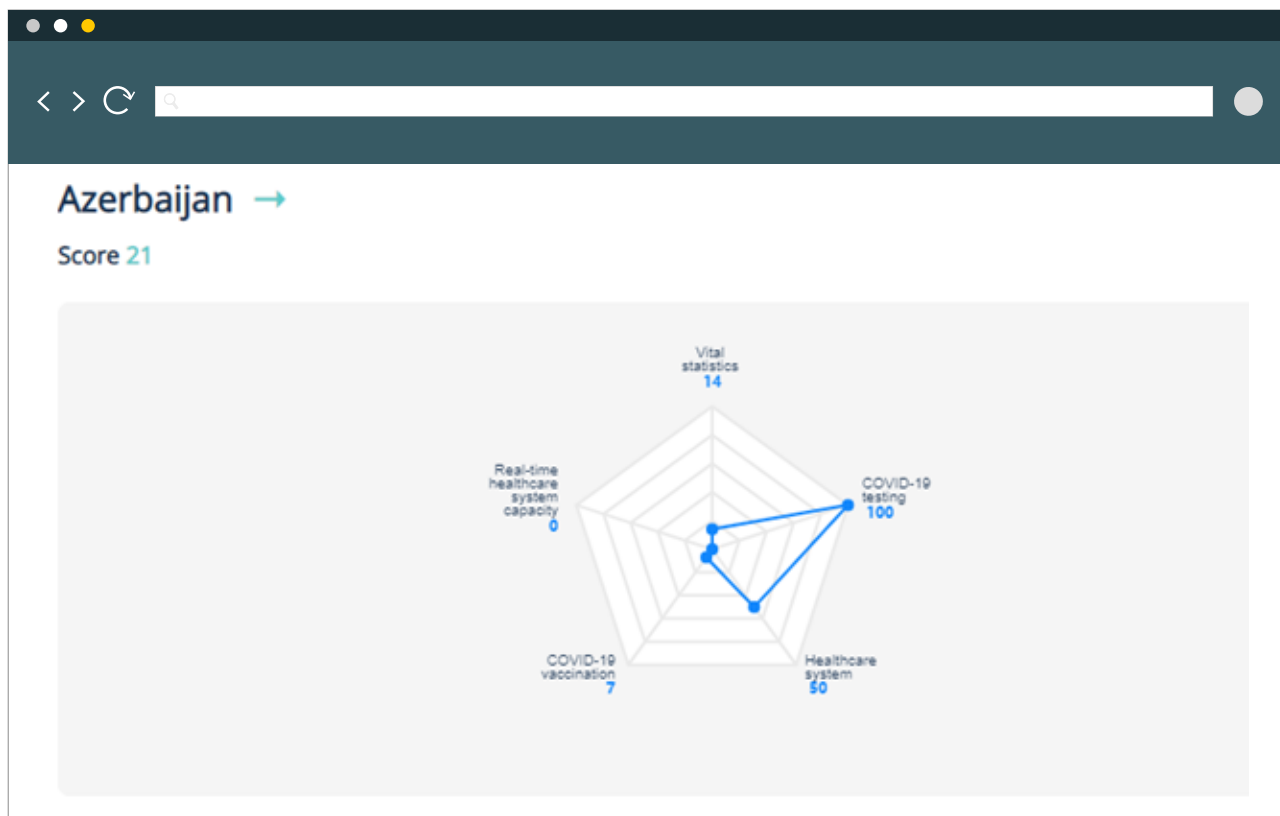 Azerbaijan →
Score 21
Vital
statistics
14
Real-time
healthcare
system
capacity
0
COVID-19
testing
100
COVID-19
vaccination
7
Healthcare
system
50